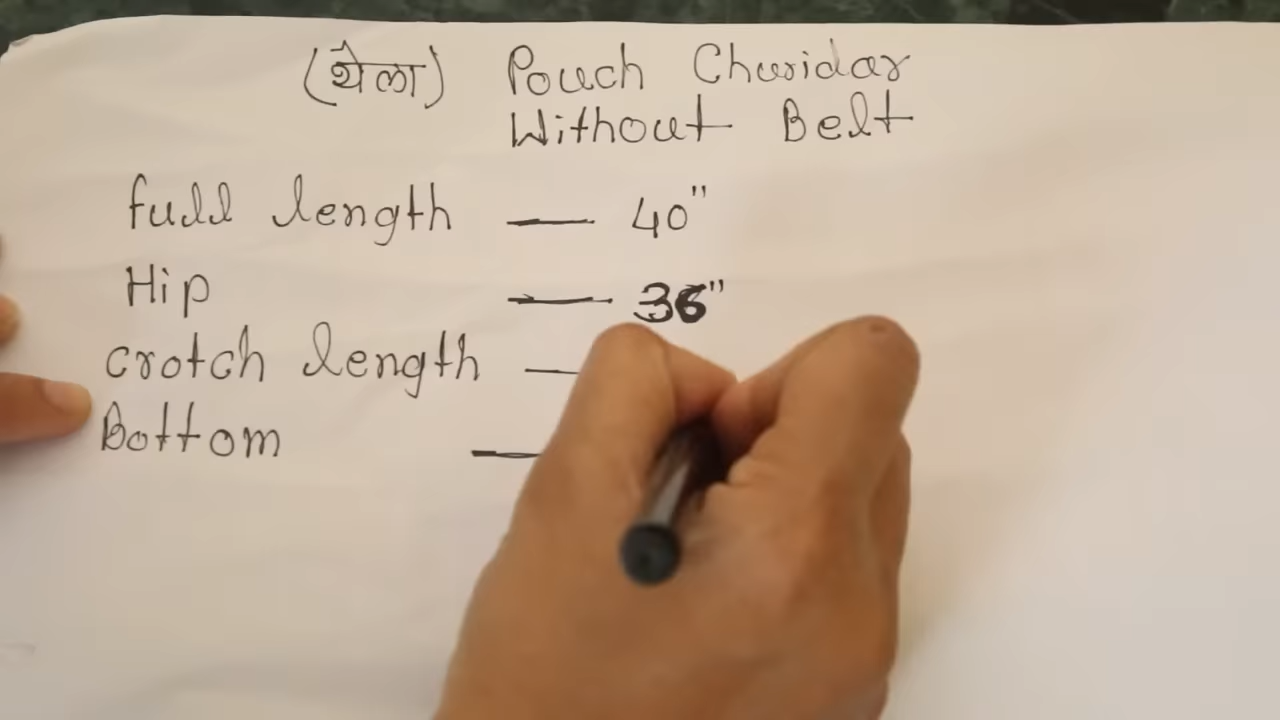 (थैला) Pouch Churidar
Without Belt
full length — 40"
Hip — 36"
crotch length —
Bottom —